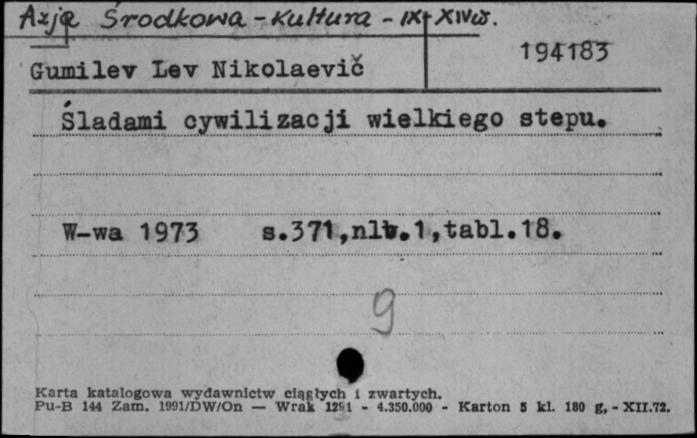 Azja Środkowa - kultura - IX-XIVw.
194183
Gumilev Lev Nikolaevič
Śladami cywilizacji wielkiego stepu.
W-wa 1973 s.371,nlb.1,tabl.18.
9
Karta katalogowa wydawnictw ciągłych i zwartych.
Pu-B 144 Zam. 1991/DW/On — Wrak 1291 - 4.350.000 - Karton 5 kl. 180 g, - XII.72.